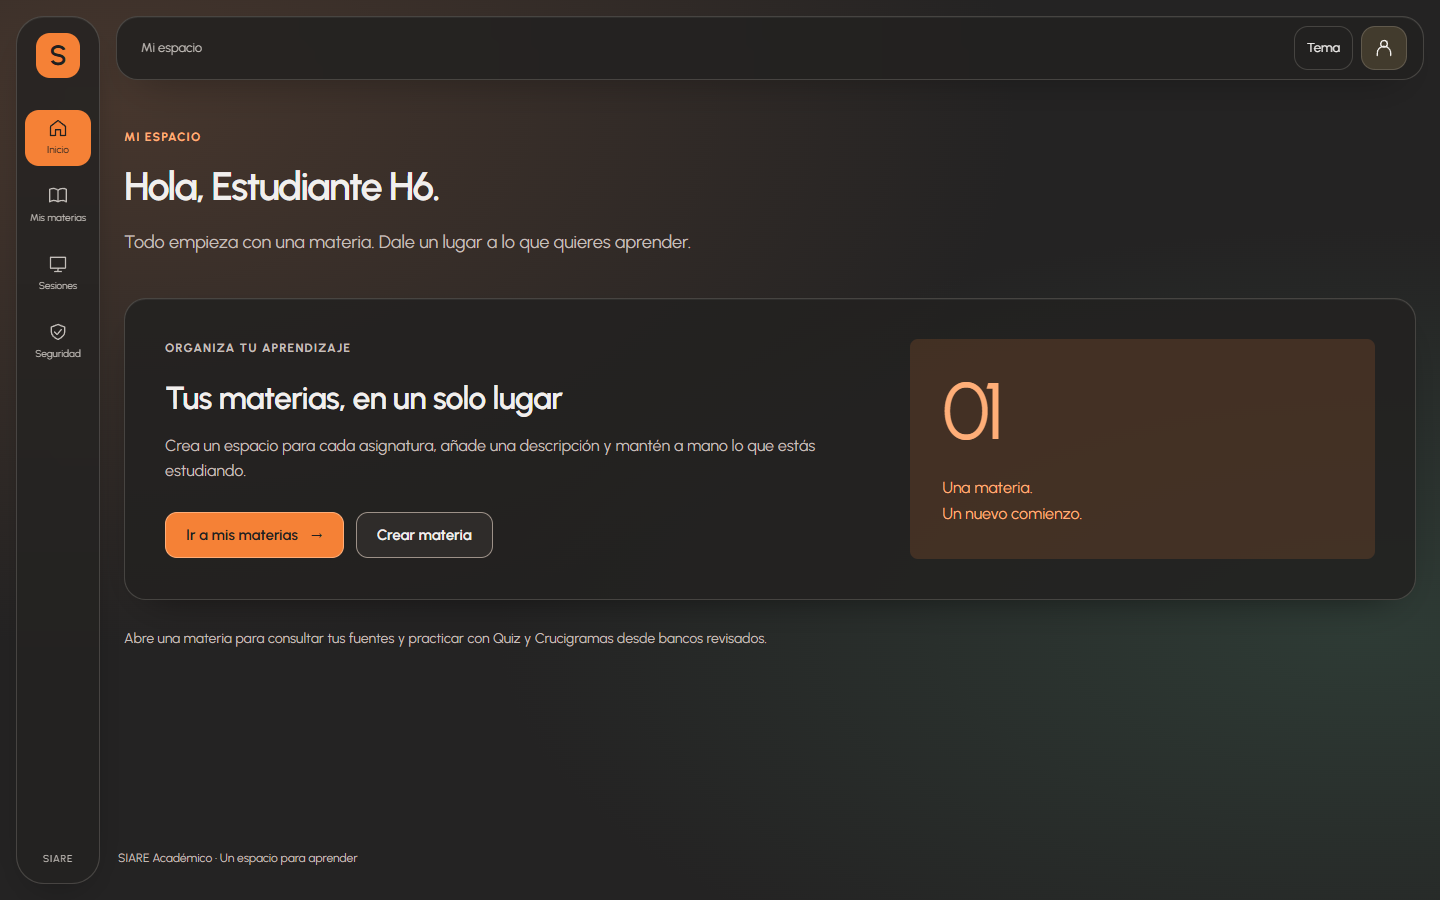 S
Mi espacio
Tema
Inicio
Mis materias
Sesiones
Seguridad
MI ESPACIO
Hola, Estudiante H6.
Todo empieza con una materia. Dale un lugar a lo que quieres aprender.
ORGANIZA TU APRENDIZAJE
Tus materias, en un solo lugar
Crea un espacio para cada asignatura, añade una descripción y mantén a mano lo que estás
estudiando.
Ir a mis materias →
Crear materia
01
Una materia.
Un nuevo comienzo.
Abre una materia para consultar tus fuentes y practicar con Quiz y Crucigramas desde bancos revisados.
SIARE
SIARE Académico · Un espacio para aprender